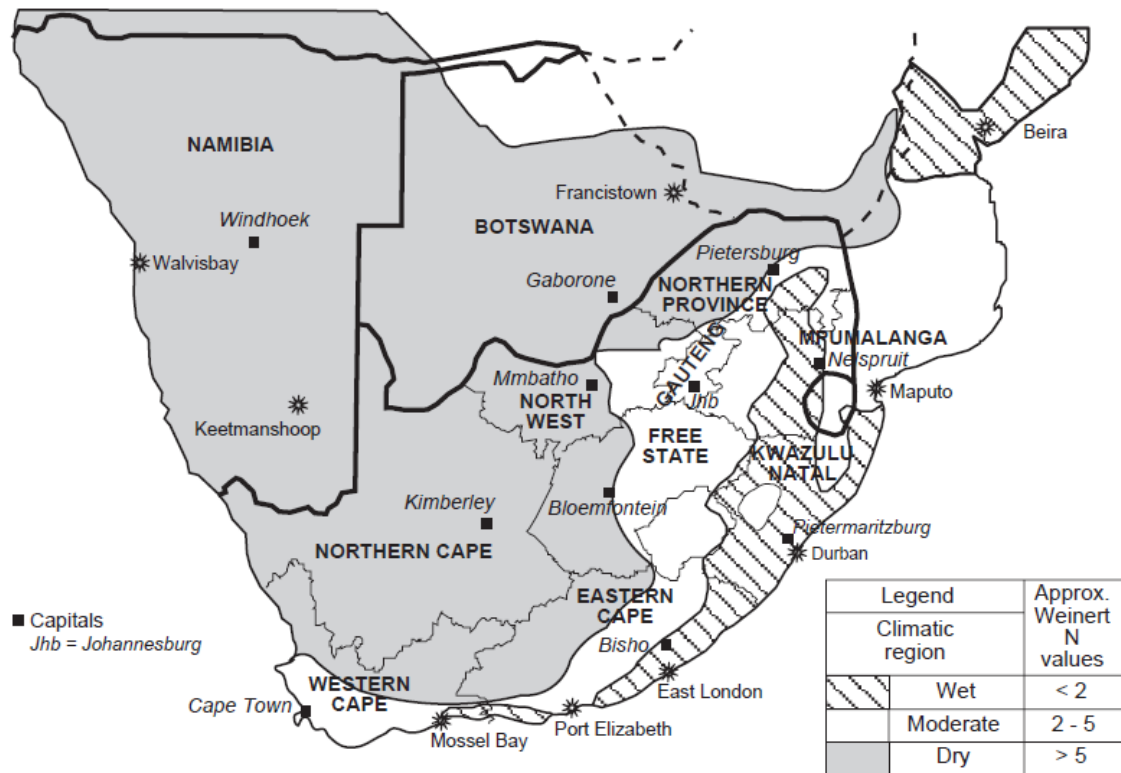 Beira
NAMIBIA
Francistown
Windhoek
BOTSWANA
Walvisbay
Pietersburg
Gaborone
NORTHERN
PROVINCE
MPUMALANGA
GAUTENG
Nelspruit
Mmbatho
Jhb
Maputo
NORTH
WEST
Keetmanshoop
FREE
STATE
KWAZULU
NATAL
Kimberley
Bloemfontein
Pietermaritzburg
NORTHERN CAPE
Durban
EASTERN
CAPE
Bisho
Capitals
Jhb = Johannesburg
East London
WESTERN
CAPE
Cape Town
Port Elizabeth
Mossel Bay
Legend
Climatic
region
Approx.
Weinert
N
values
Wet < 2
Moderate 2 - 5
Dry > 5